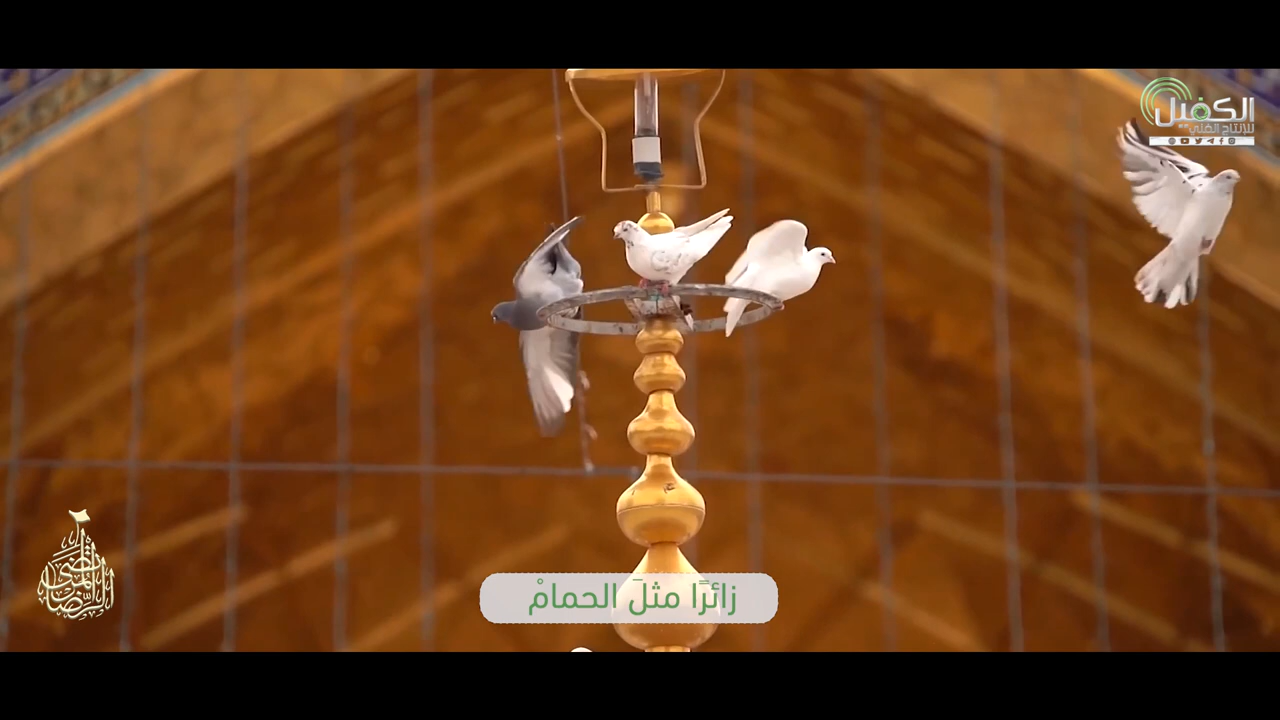 الكفيل
للإنتاج الفني
زائرًا مثلَ الحمامْ